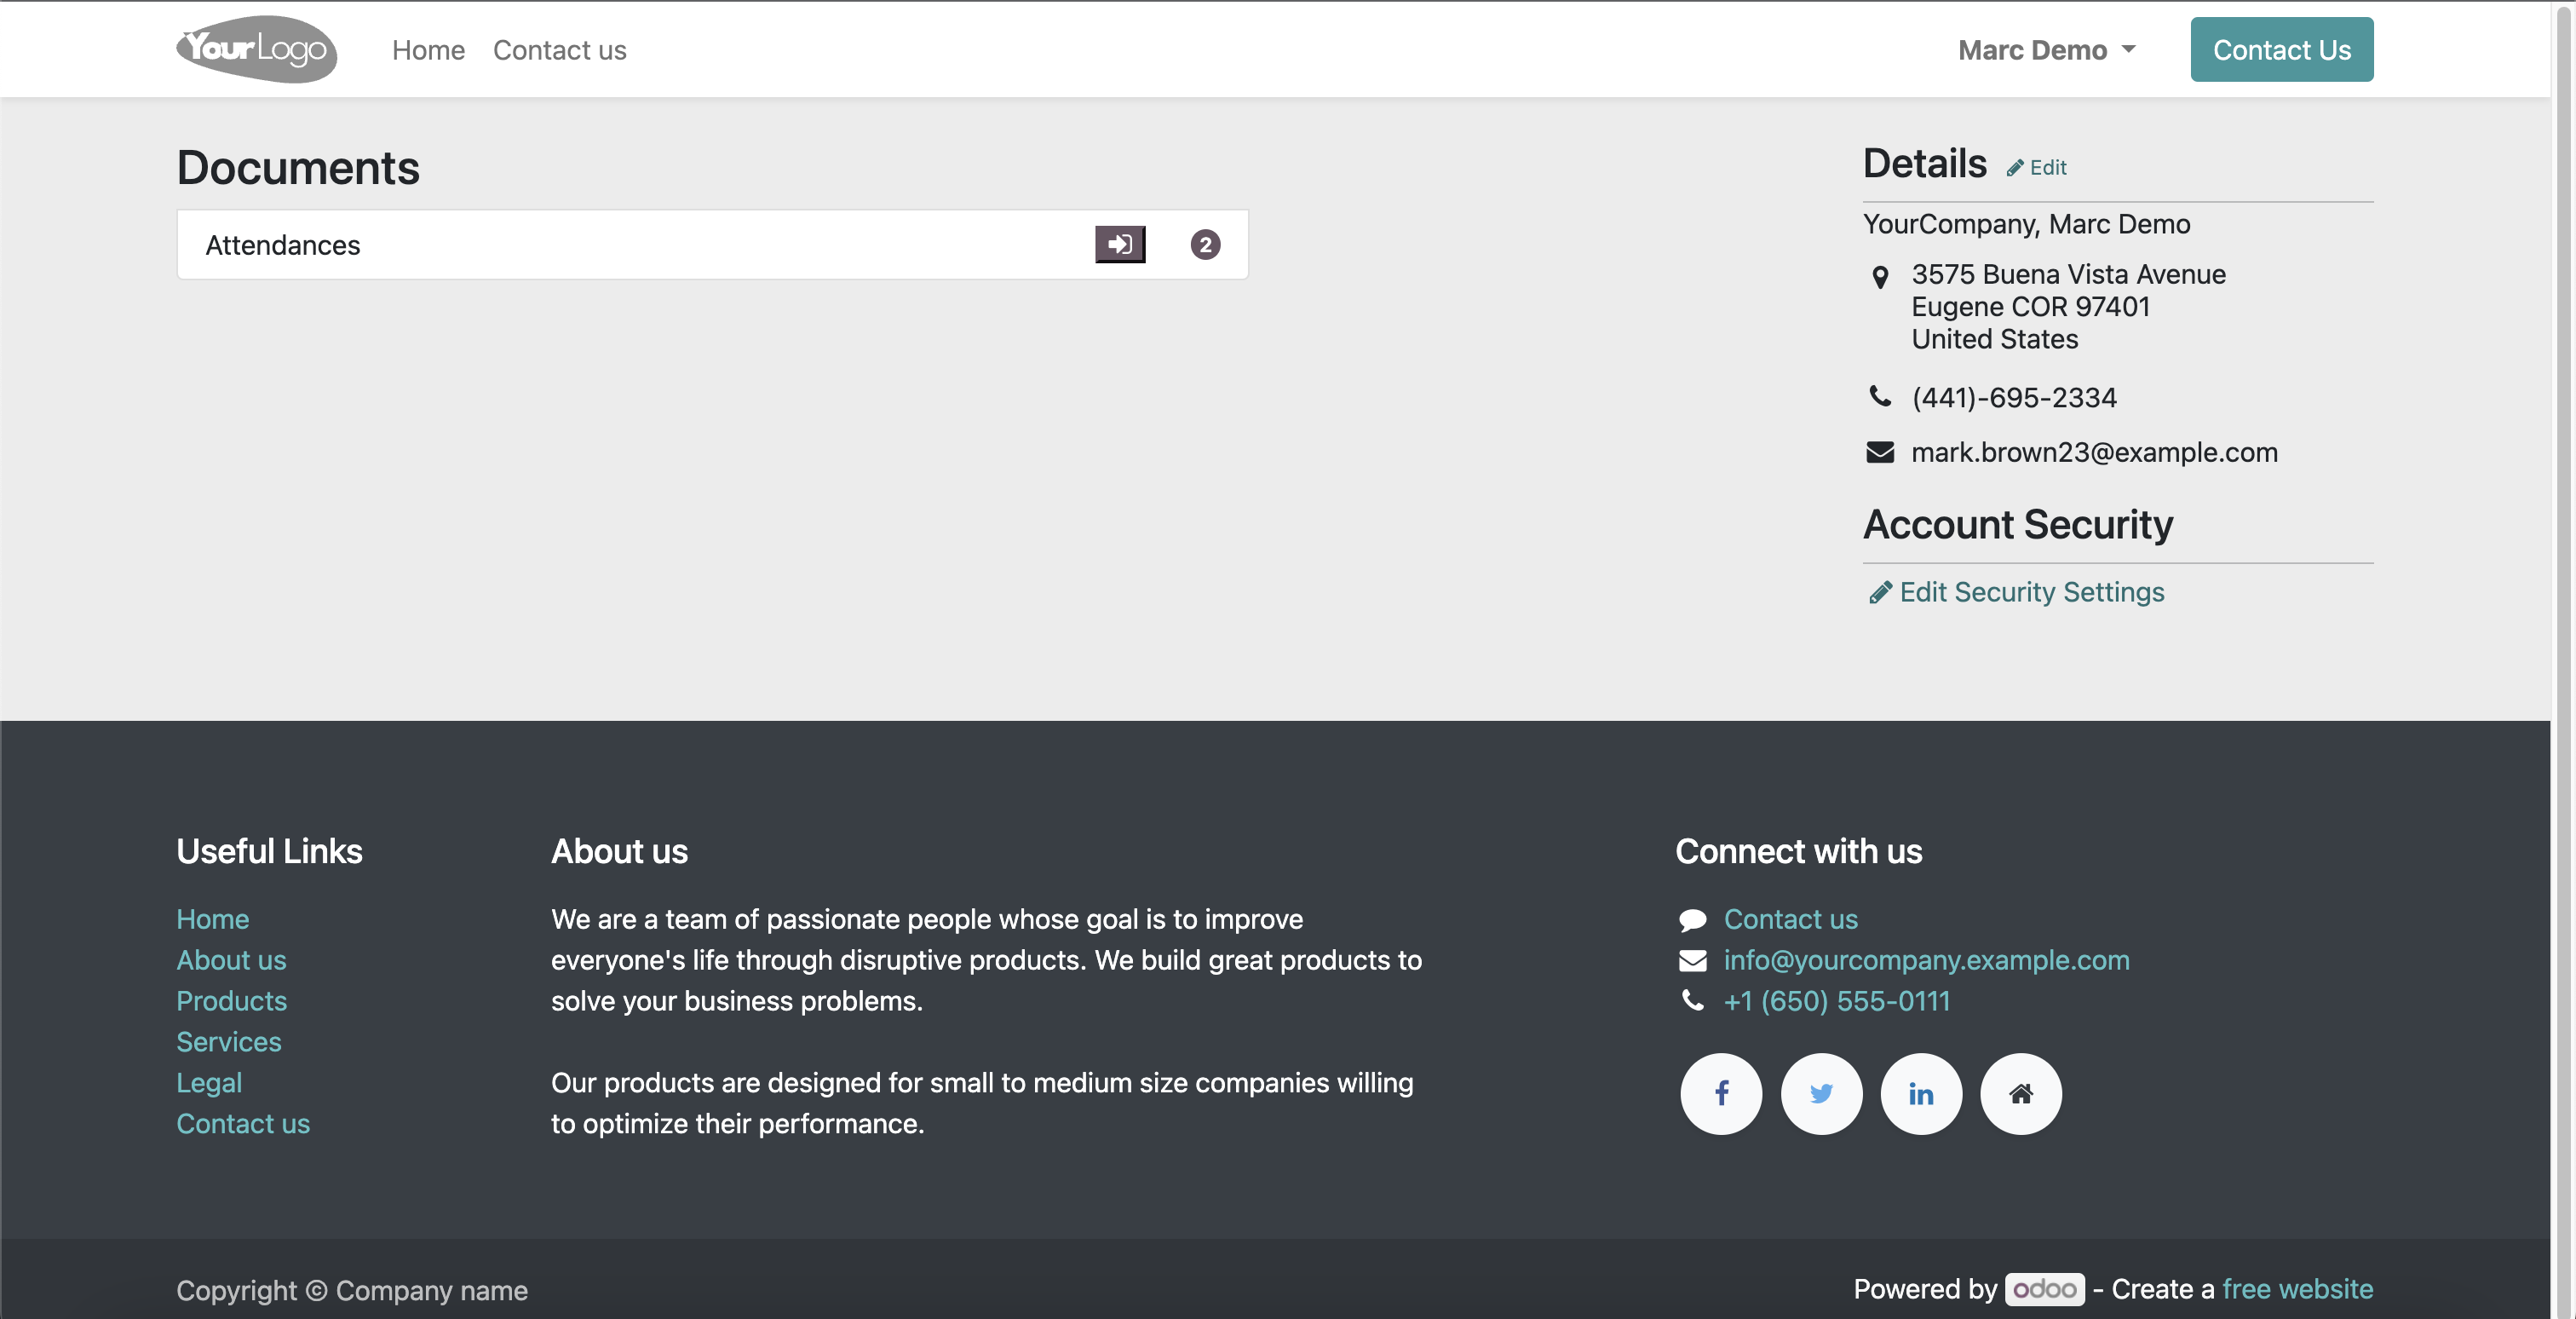 YourLogo
Home
Contact us
Marc Demo
Contact Us
Documents
Attendances
2
Details
Edit
YourCompany, Marc Demo
3575 Buena Vista Avenue
Eugene COR 97401
United States
(441)-695-2334
mark.brown23@example.com
Account Security
Edit Security Settings
Useful Links
Home
About us
Products
Services
Legal
Contact us
About us
We are a team of passionate people whose goal is to improve
everyone's life through disruptive products. We build great products to
solve your business problems.
Our products are designed for small to medium size companies willing
to optimize their performance.
Connect with us
Contact us
info@yourcompany.example.com
+1 (650) 555-0111
Copyright © Company name
Powered by odoo - Create a free website